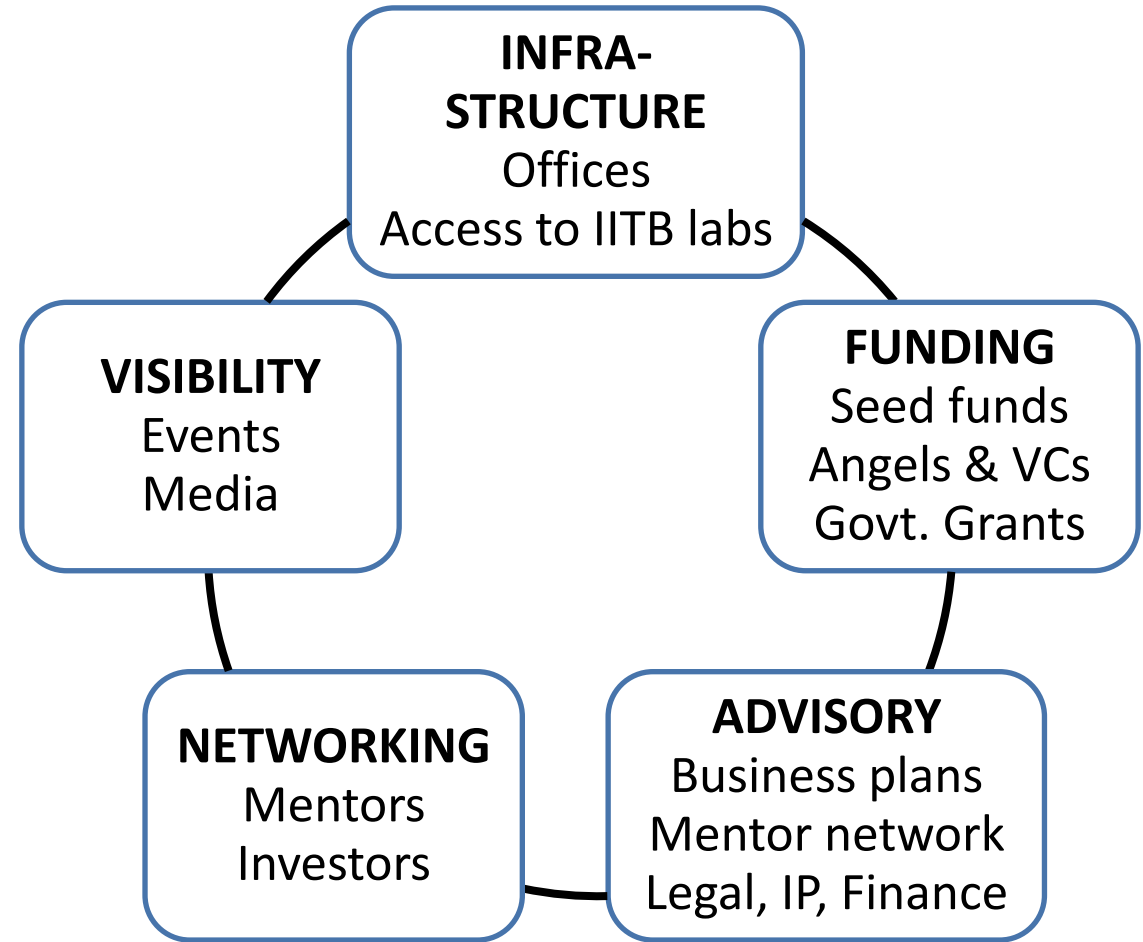 INFRA-
STRUCTURE
Offices
Access to IITB labs
VISIBILITY
Events
Media
FUNDING
Seed funds
Angels & VCs
Govt. Grants
NETWORKING
Mentors
Investors
ADVISORY
Business plans
Mentor network
Legal, IP, Finance